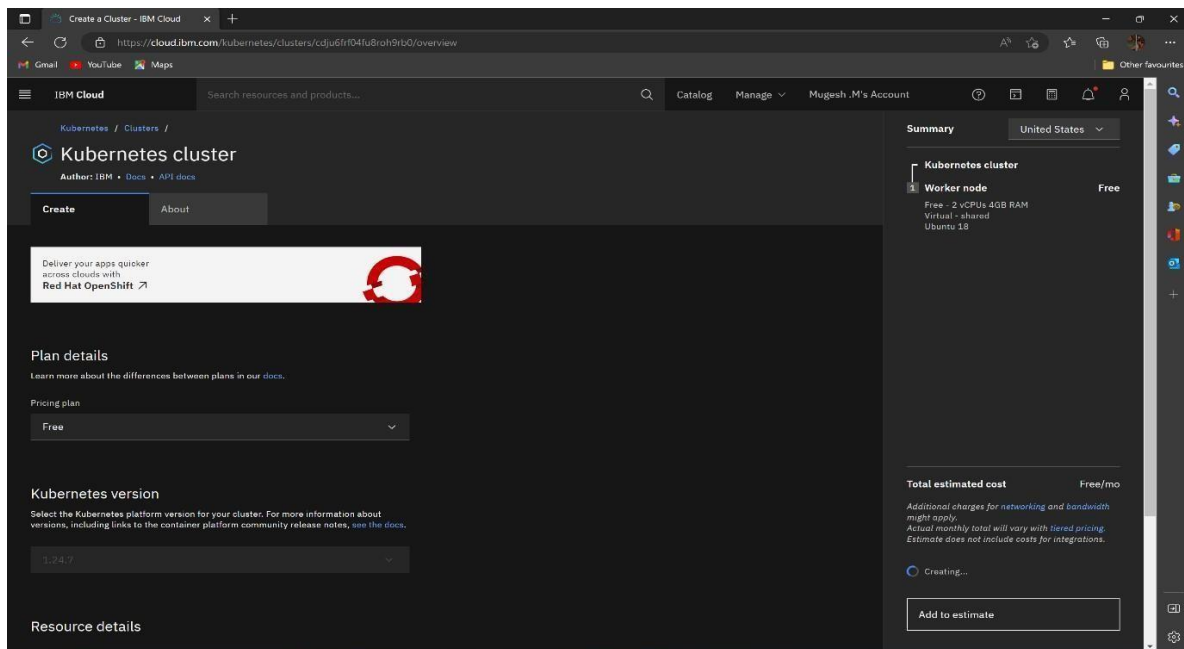 Create a Cluster - IBM Cloud
https://cloud.ibm.com/kubernetes/clusters/cdju6frf04fu8roh9rb0/overview
Gmail YouTube Maps Other favourites
IBM Cloud Search resources and products... Catalog Manage Mugesh .M's Account
Kubernetes / Clusters /
Kubernetes cluster
Author: IBM • Docs • API docs
Create About
Deliver your apps quicker
across clouds with
Red Hat OpenShift
Plan details
Learn more about the differences between plans in our docs.
Pricing plan
Free
Kubernetes version
Select the Kubernetes platform version for your cluster. For more information about
versions, including links to the container platform community release notes, see the docs.
1.24.7
Resource details
Summary United States
Kubernetes cluster
1 Worker node Free
Free - 2 vCPUs 4GB RAM
Virtual - shared
Ubuntu 18
Total estimated cost Free/mo
Additional charges for networking and bandwidth
might apply.
Actual monthly total will vary with tiered pricing.
Estimate does not include costs for integrations.
Creating...
Add to estimate